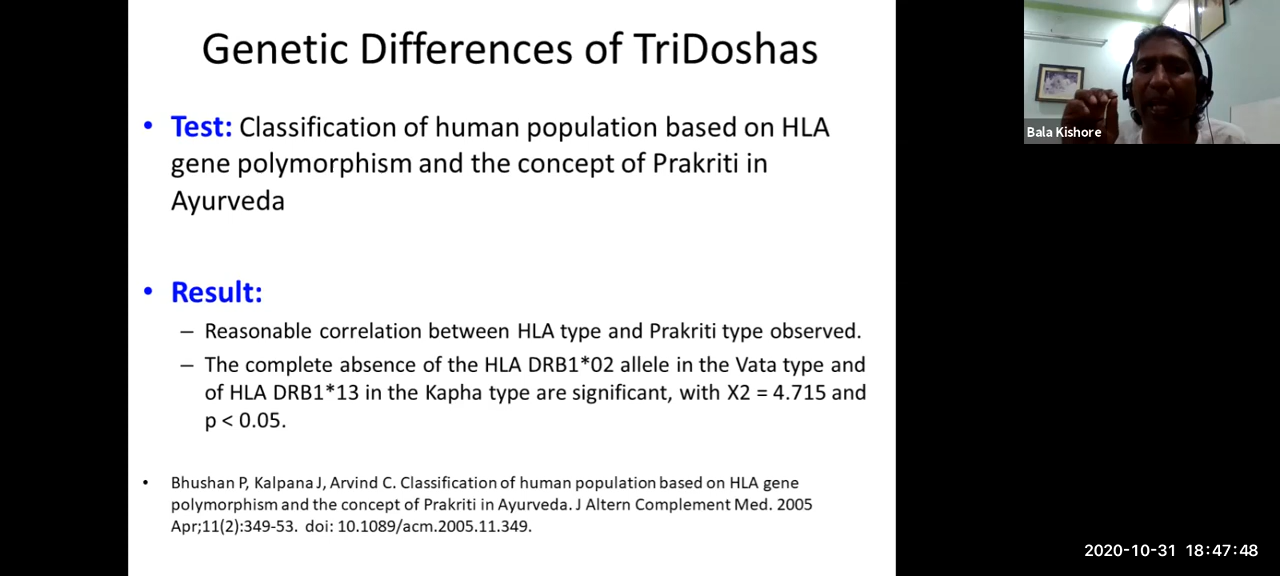 Genetic Differences of TriDoshas
• Test: Classification of human population based on HLA
gene polymorphism and the concept of Prakriti in
Ayurveda
• Result:
– Reasonable correlation between HLA type and Prakriti type observed.
– The complete absence of the HLA DRB1*02 allele in the Vata type and
of HLA DRB1*13 in the Kapha type are significant, with X2 = 4.715 and
p < 0.05.
• Bhushan P, Kalpana J, Arvind C. Classification of human population based on HLA gene
polymorphism and the concept of Prakriti in Ayurveda. J Altern Complement Med. 2005
Apr;11(2):349-53. doi: 10.1089/acm.2005.11.349.
Bala Kishore
2020-10-31 18:47:48